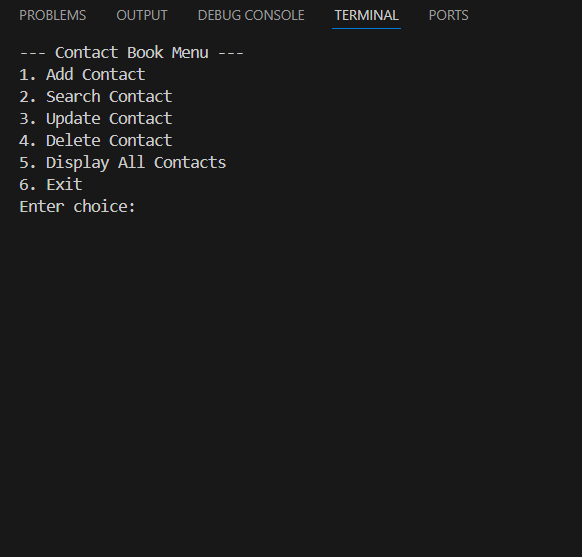 PROBLEMS OUTPUT DEBUG CONSOLE TERMINAL PORTS
--- Contact Book Menu ---
1. Add Contact
2. Search Contact
3. Update Contact
4. Delete Contact
5. Display All Contacts
6. Exit
Enter choice: